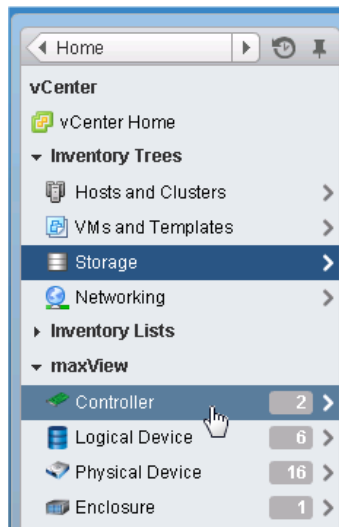 Home
vCenter
vCenter Home
Inventory Trees
Hosts and Clusters
VMs and Templates
Storage
Networking
Inventory Lists
maxView
Controller 2
Logical Device 6
Physical Device 16
Enclosure 1